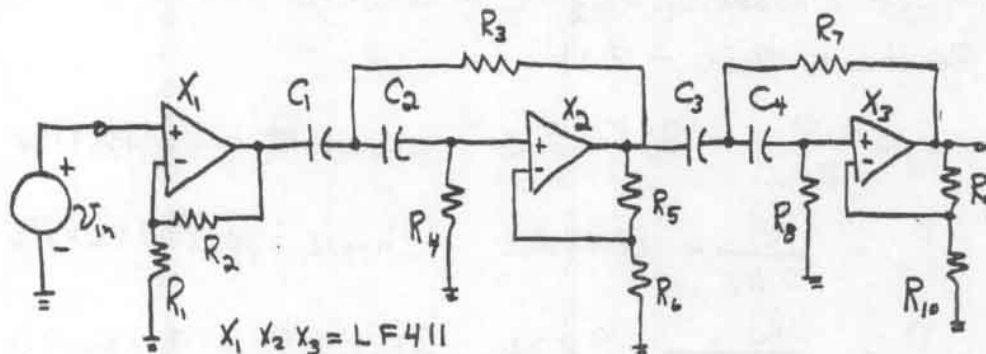 R3
R7
X1
C1
C2
X2
C3
C4
X3
+
-
+
-
+
-
+
Vin
-
R2
R1
R4
R5
R6
R8
R
R10
X1 X2 X3 = LF411